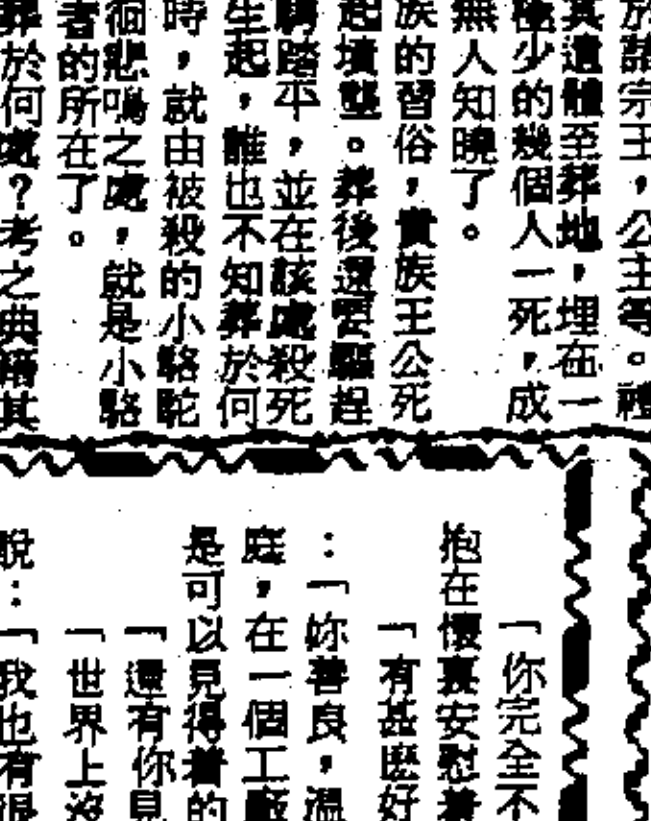 於諸宗王，公主等。禮
其遺體至葬地，埋在一
極少的幾個人一死，成
無人知曉了。
族的習俗，貴族王公死
起墳壟。葬後還要驅趕
踏平，並在該處殺死
生起，誰也不知葬於何
時，就由被殺的小駱駝
徊悲鳴之處，就是小駱
者的所在了。
葬於何處？考之典籍其
「你完全不
抱在懷裏安慰着
「有甚麼好
：「妳善良，溫
庭，在一個工廠
是可以見得着的
「還有你見
「世界上沒
說：「我也有很